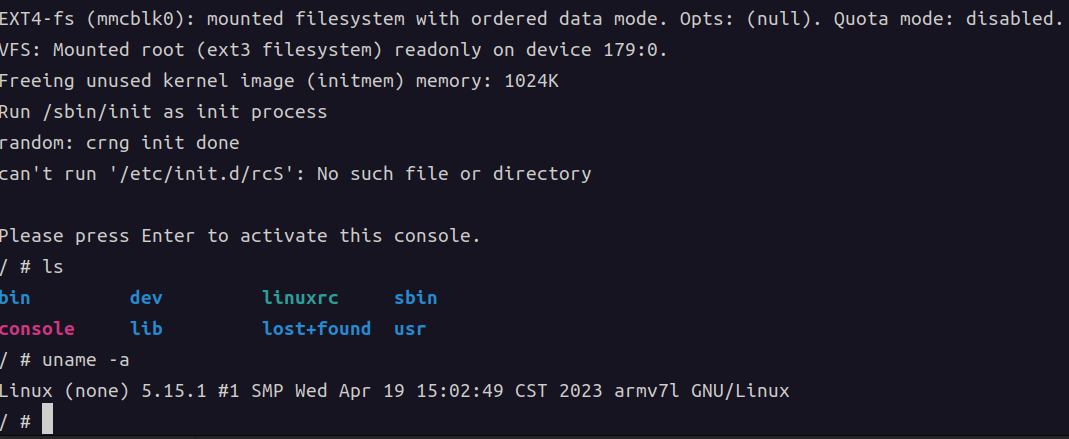 EXT4-fs (mmcblk0): mounted filesystem with ordered data mode. Opts: (null). Quota mode: disabled.
VFS: Mounted root (ext3 filesystem) readonly on device 179:0.
Freeing unused kernel image (initmem) memory: 1024K
Run /sbin/init as init process
random: crng init done
can't run '/etc/init.d/rcS': No such file or directory
Please press Enter to activate this console.
/ # ls
bin dev linuxrc sbin
console lib lost+found usr
/ # uname -a
Linux (none) 5.15.1 #1 SMP Wed Apr 19 15:02:49 CST 2023 armv7l GNU/Linux
/ #